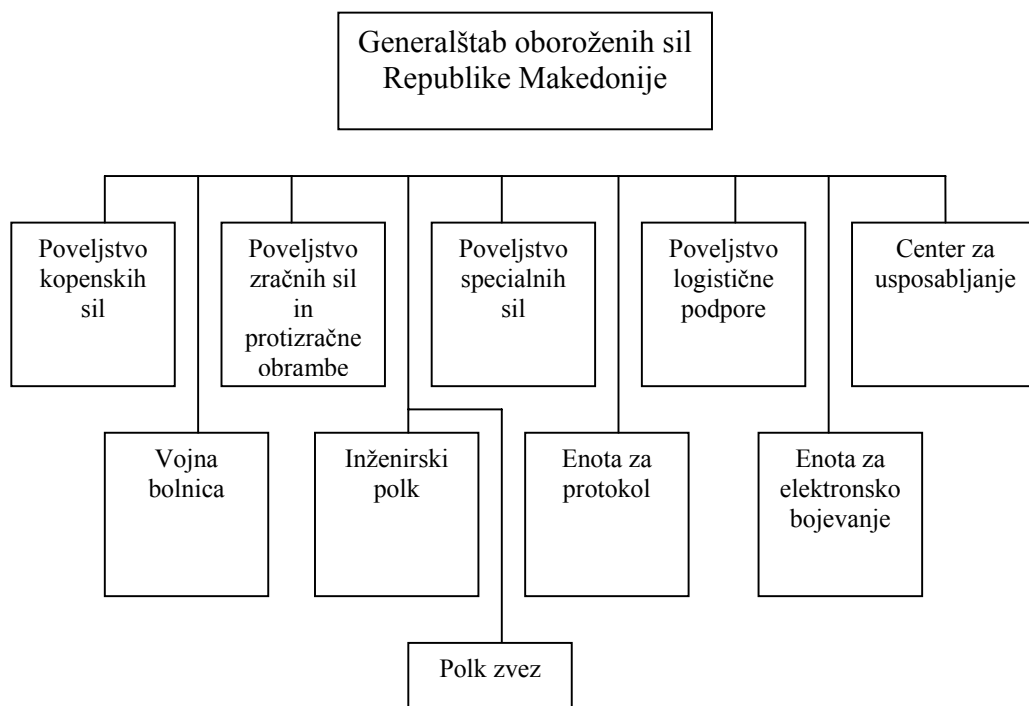 Generalštab oboroženih sil
Republike Makedonije
Poveljstvo
kopenskih
sil
Poveljstvo
zračnih sil
in
protizračne
obrambe
Poveljstvo
specialnih
sil
Poveljstvo
logistične
podpore
Center za
usposabljanje
Vojna
bolnica
Inženirski
polk
Enota za
protokol
Enota za
elektronsko
bojevanje
Polk zvez